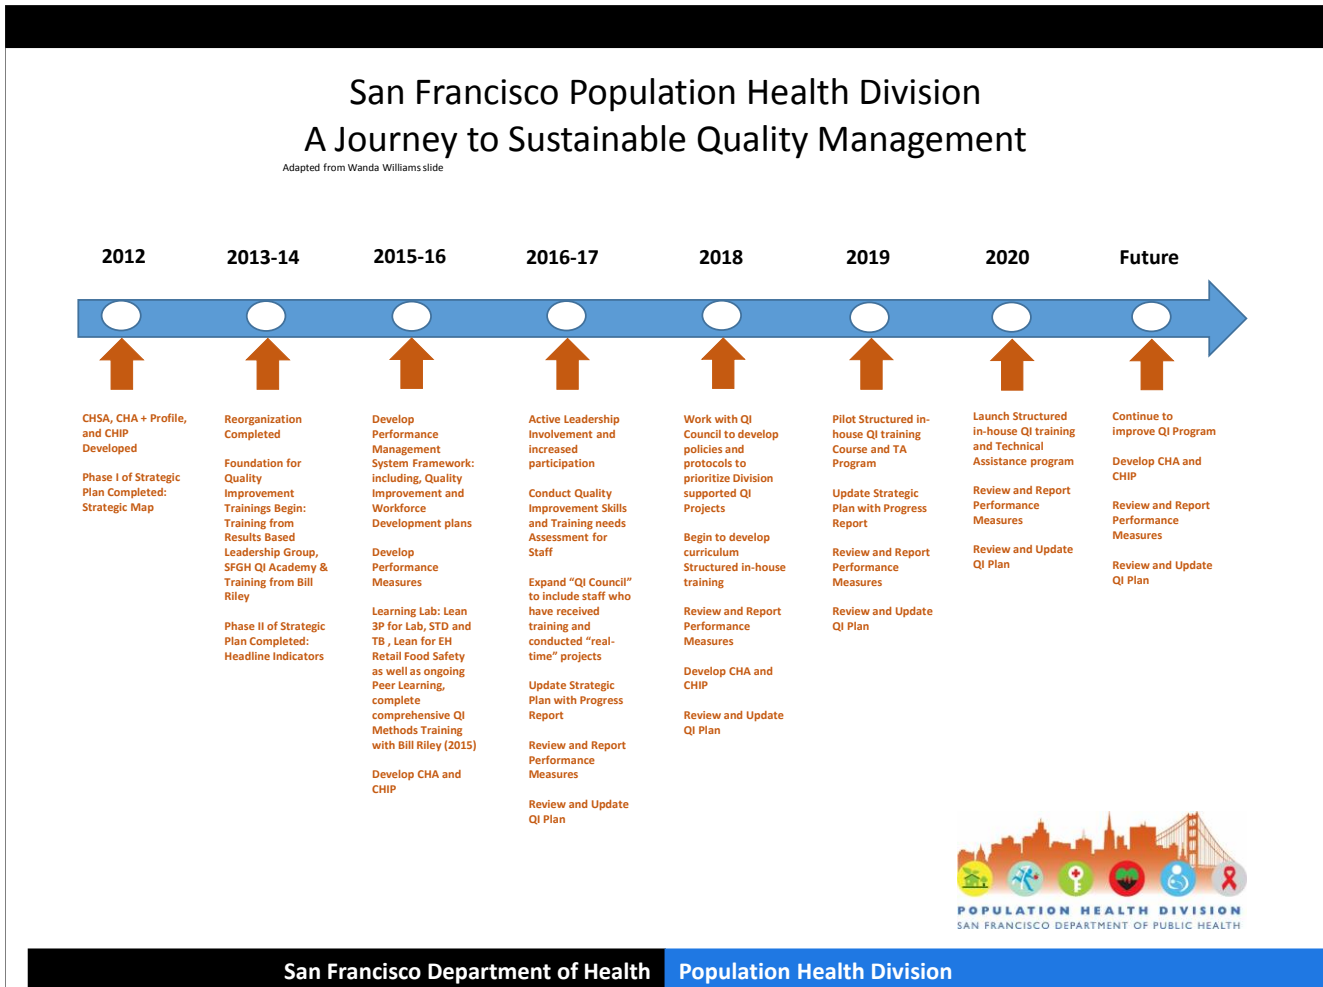 San Francisco Population Health Division
A Journey to Sustainable Quality Management
Adapted from Wanda Williams slide
2012
2013-14
2015-16
2016-17
2018
2019
2020
Future
CHSA, CHA + Profile,
and CHIP
Developed
Phase I of Strategic
Plan Completed:
Strategic Map
Reorganization
Completed
Foundation for
Quality
Improvement
Trainings Begin:
Training from
Results Based
Leadership Group,
SFGH QI Academy &
Training from Bill
Riley
Phase II of Strategic
Plan Completed:
Headline Indicators
Develop
Performance
Management
System Framework:
including, Quality
Improvement and
Workforce
Development plans
Develop
Performance
Measures
Learning Lab: Lean
3P for Lab, STD and
TB , Lean for EH
Retail Food Safety
as well as ongoing
Peer Learning,
complete
comprehensive QI
Methods Training
with Bill Riley (2015)
Develop CHA and
CHIP
Active Leadership
Involvement and
increased
participation
Conduct Quality
Improvement Skills
and Training needs
Assessment for
Staff
Expand “QI Council”
to include staff who
have received
training and
conducted “real-
time” projects
Update Strategic
Plan with Progress
Report
Review and Report
Performance
Measures
Review and Update
QI Plan
Work with QI
Council to develop
policies and
protocols to
prioritize Division
supported QI
Projects
Begin to develop
curriculum
Structured in-house
training
Review and Report
Performance
Measures
Develop CHA and
CHIP
Review and Update
QI Plan
Pilot Structured in-
house QI training
Course and TA
Program
Update Strategic
Plan with Progress
Report
Review and Report
Performance
Measures
Review and Update
QI Plan
Launch Structured
in-house QI training
and Technical
Assistance program
Review and Report
Performance
Measures
Review and Update
QI Plan
Continue to
improve QI Program
Develop CHA and
CHIP
Review and Report
Performance
Measures
Review and Update
QI Plan
POPULATION HEALTH DIVISION
SAN FRANCISCO DEPARTMENT OF PUBLIC HEALTH
San Francisco Department of Health
Population Health Division